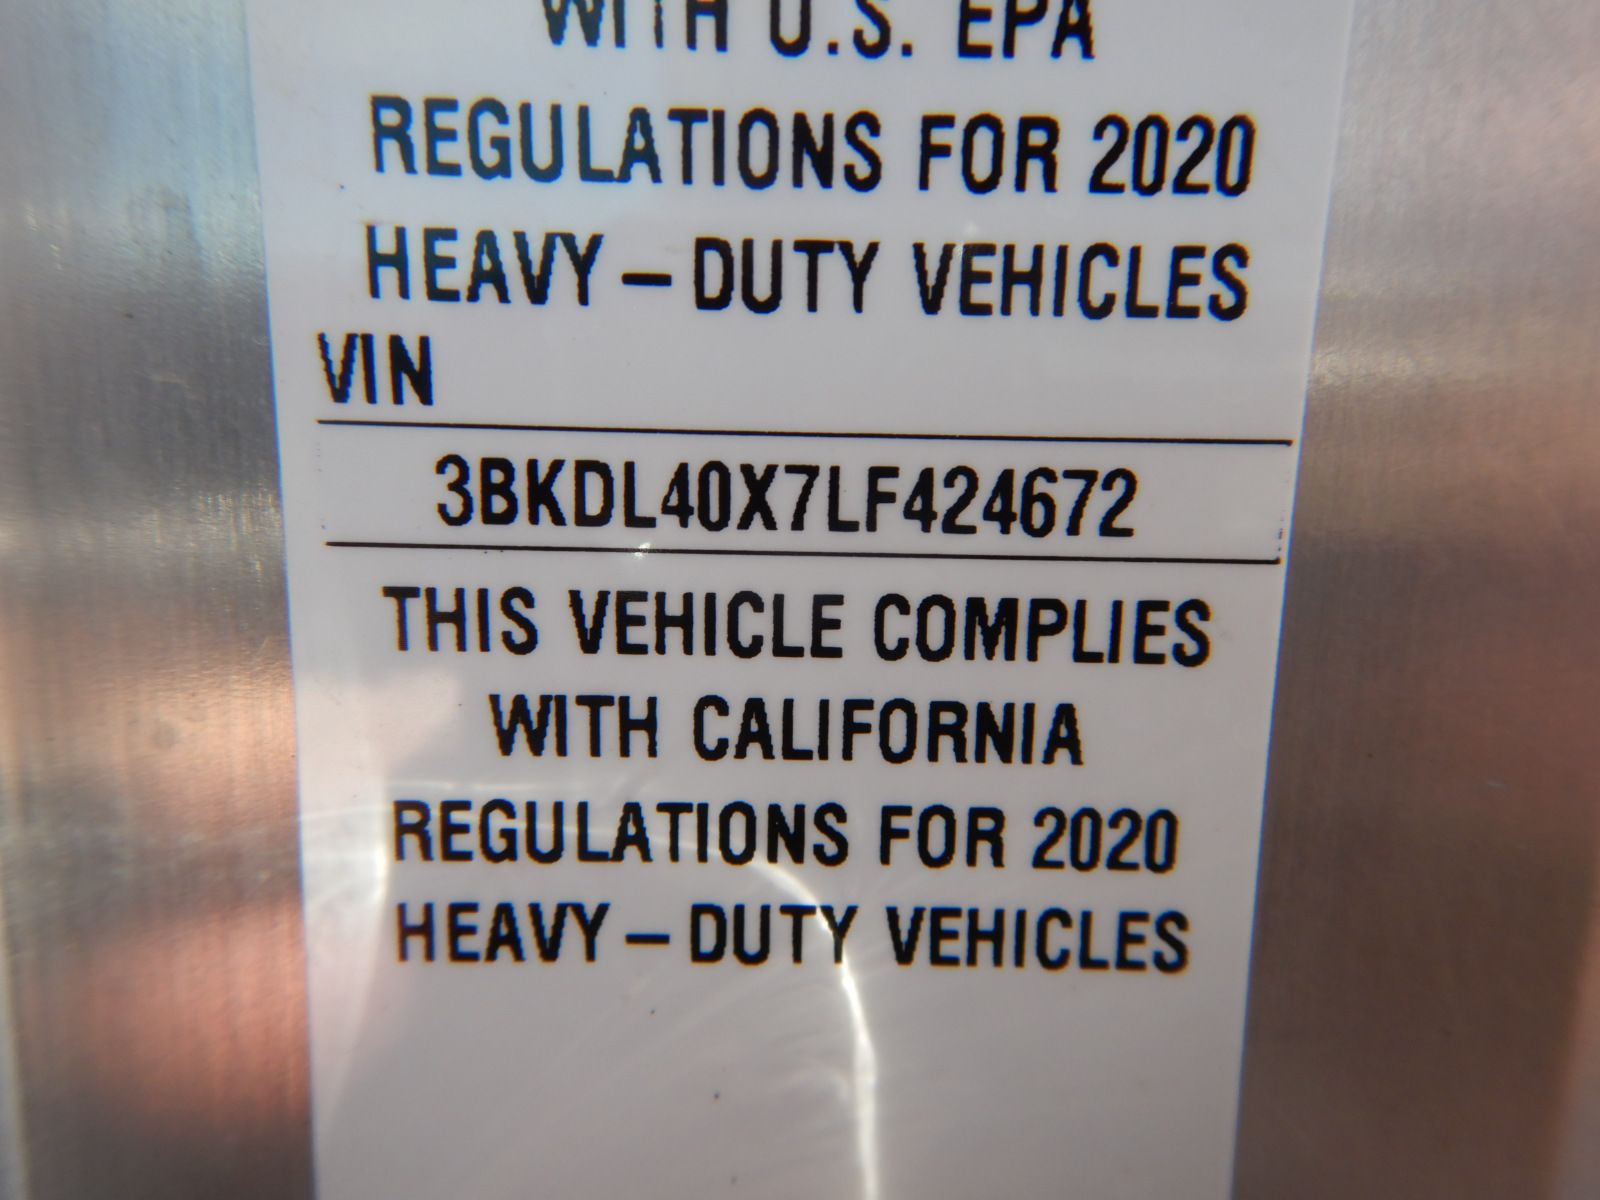 WITH U.S. EPA
REGULATIONS FOR 2020
HEAVY – DUTY VEHICLES
VIN
3BKDL40X7LF424672
THIS VEHICLE COMPLIES
WITH CALIFORNIA
REGULATIONS FOR 2020
HEAVY – DUTY VEHICLES